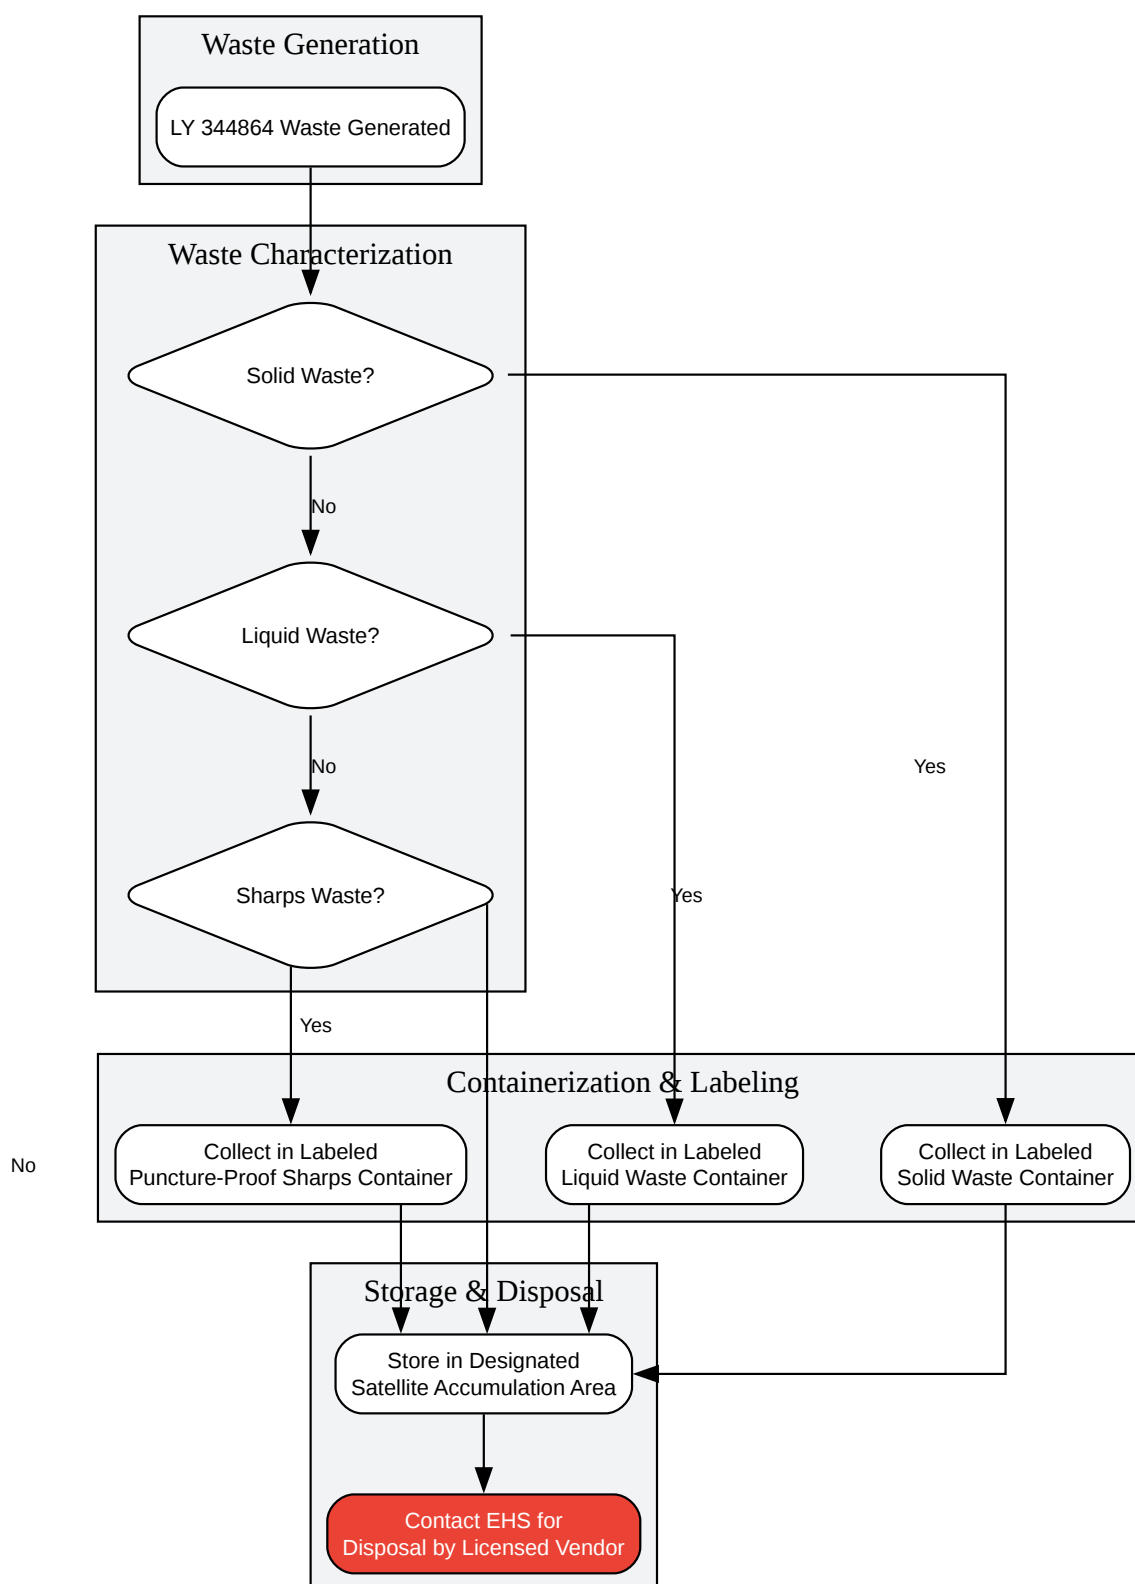 Waste Generation
LY 344864 Waste Generated
Waste Characterization
Solid Waste?
No
Liquid Waste?
No
Yes
Sharps Waste?
Yes
Yes
Containerization & Labeling
Collect in Labeled
Puncture-Proof Sharps Container
Collect in Labeled
Liquid Waste Container
Collect in Labeled
Solid Waste Container
No
Storage & Disposal
Store in Designated
Satellite Accumulation Area
Contact EHS for
Disposal by Licensed Vendor